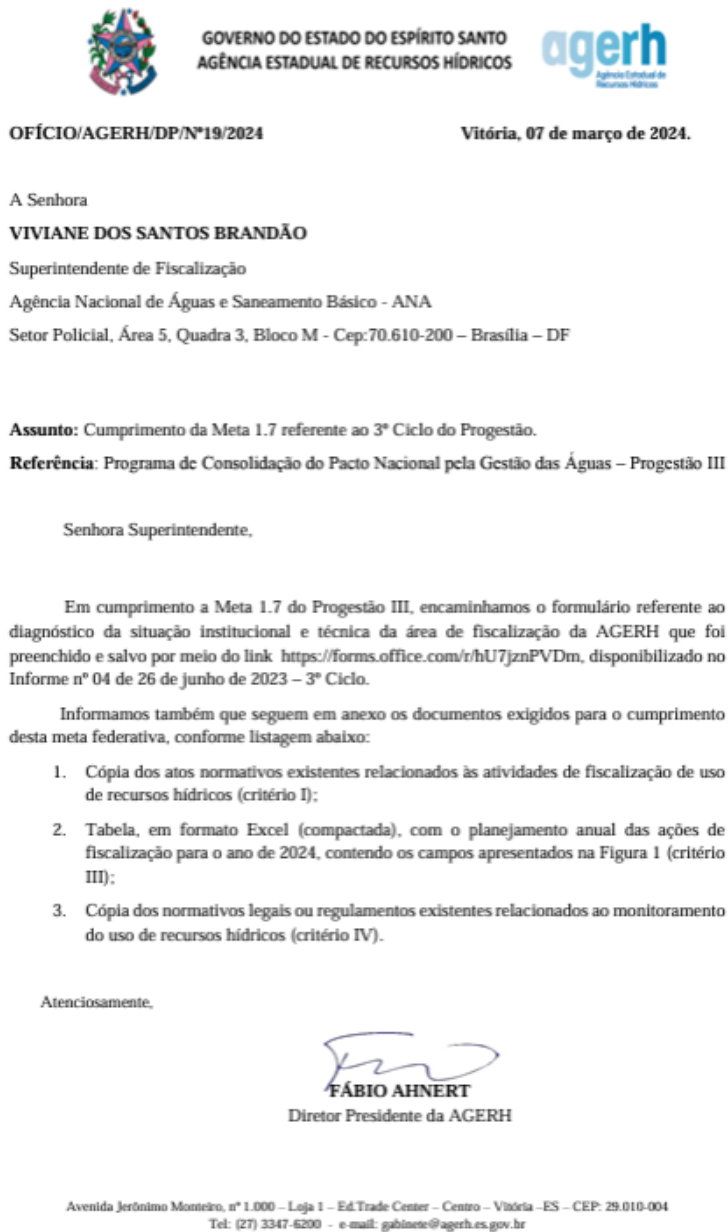 GOVERNO DO ESTADO DO ESPÍRITO SANTO
AGÊNCIA ESTADUAL DE RECURSOS HÍDRICOS
agerh
Agência Estadual de
Recursos Hídricos
OFÍCIO/AGERH/DP/Nº19/2024 Vitória, 07 de março de 2024.
A Senhora
VIVIANE DOS SANTOS BRANDÃO
Superintendente de Fiscalização
Agência Nacional de Águas e Saneamento Básico - ANA
Setor Policial, Área 5, Quadra 3, Bloco M - Cep:70.610-200 – Brasília – DF
Assunto: Cumprimento da Meta 1.7 referente ao 3º Ciclo do Progestão.
Referência: Programa de Consolidação do Pacto Nacional pela Gestão das Águas – Progestão III
Senhora Superintendente,
Em cumprimento a Meta 1.7 do Progestão III, encaminhamos o formulário referente ao
diagnóstico da situação institucional e técnica da área de fiscalização da AGERH que foi
preenchido e salvo por meio do link https://forms.office.com/r/hU7jznPVDm, disponibilizado no
Informe nº 04 de 26 de junho de 2023 – 3º Ciclo.
Informamos também que seguem em anexo os documentos exigidos para o cumprimento
desta meta federativa, conforme listagem abaixo:
1. Cópia dos atos normativos existentes relacionados às atividades de fiscalização de uso
de recursos hídricos (critério I);
2. Tabela, em formato Excel (compactada), com o planejamento anual das ações de
fiscalização para o ano de 2024, contendo os campos apresentados na Figura 1 (critério
III);
3. Cópia dos normativos legais ou regulamentos existentes relacionados ao monitoramento
do uso de recursos hídricos (critério IV).
Atenciosamente,
FÁBIO AHNERT
Diretor Presidente da AGERH
Avenida Jerônimo Monteiro, nº 1.000 – Loja 1 – Ed.Trade Center – Centro – Vitória –ES – CEP: 29.010-004
Tel: (27) 3347-6200 - e-mail: gabinete@agerh.es.gov.br